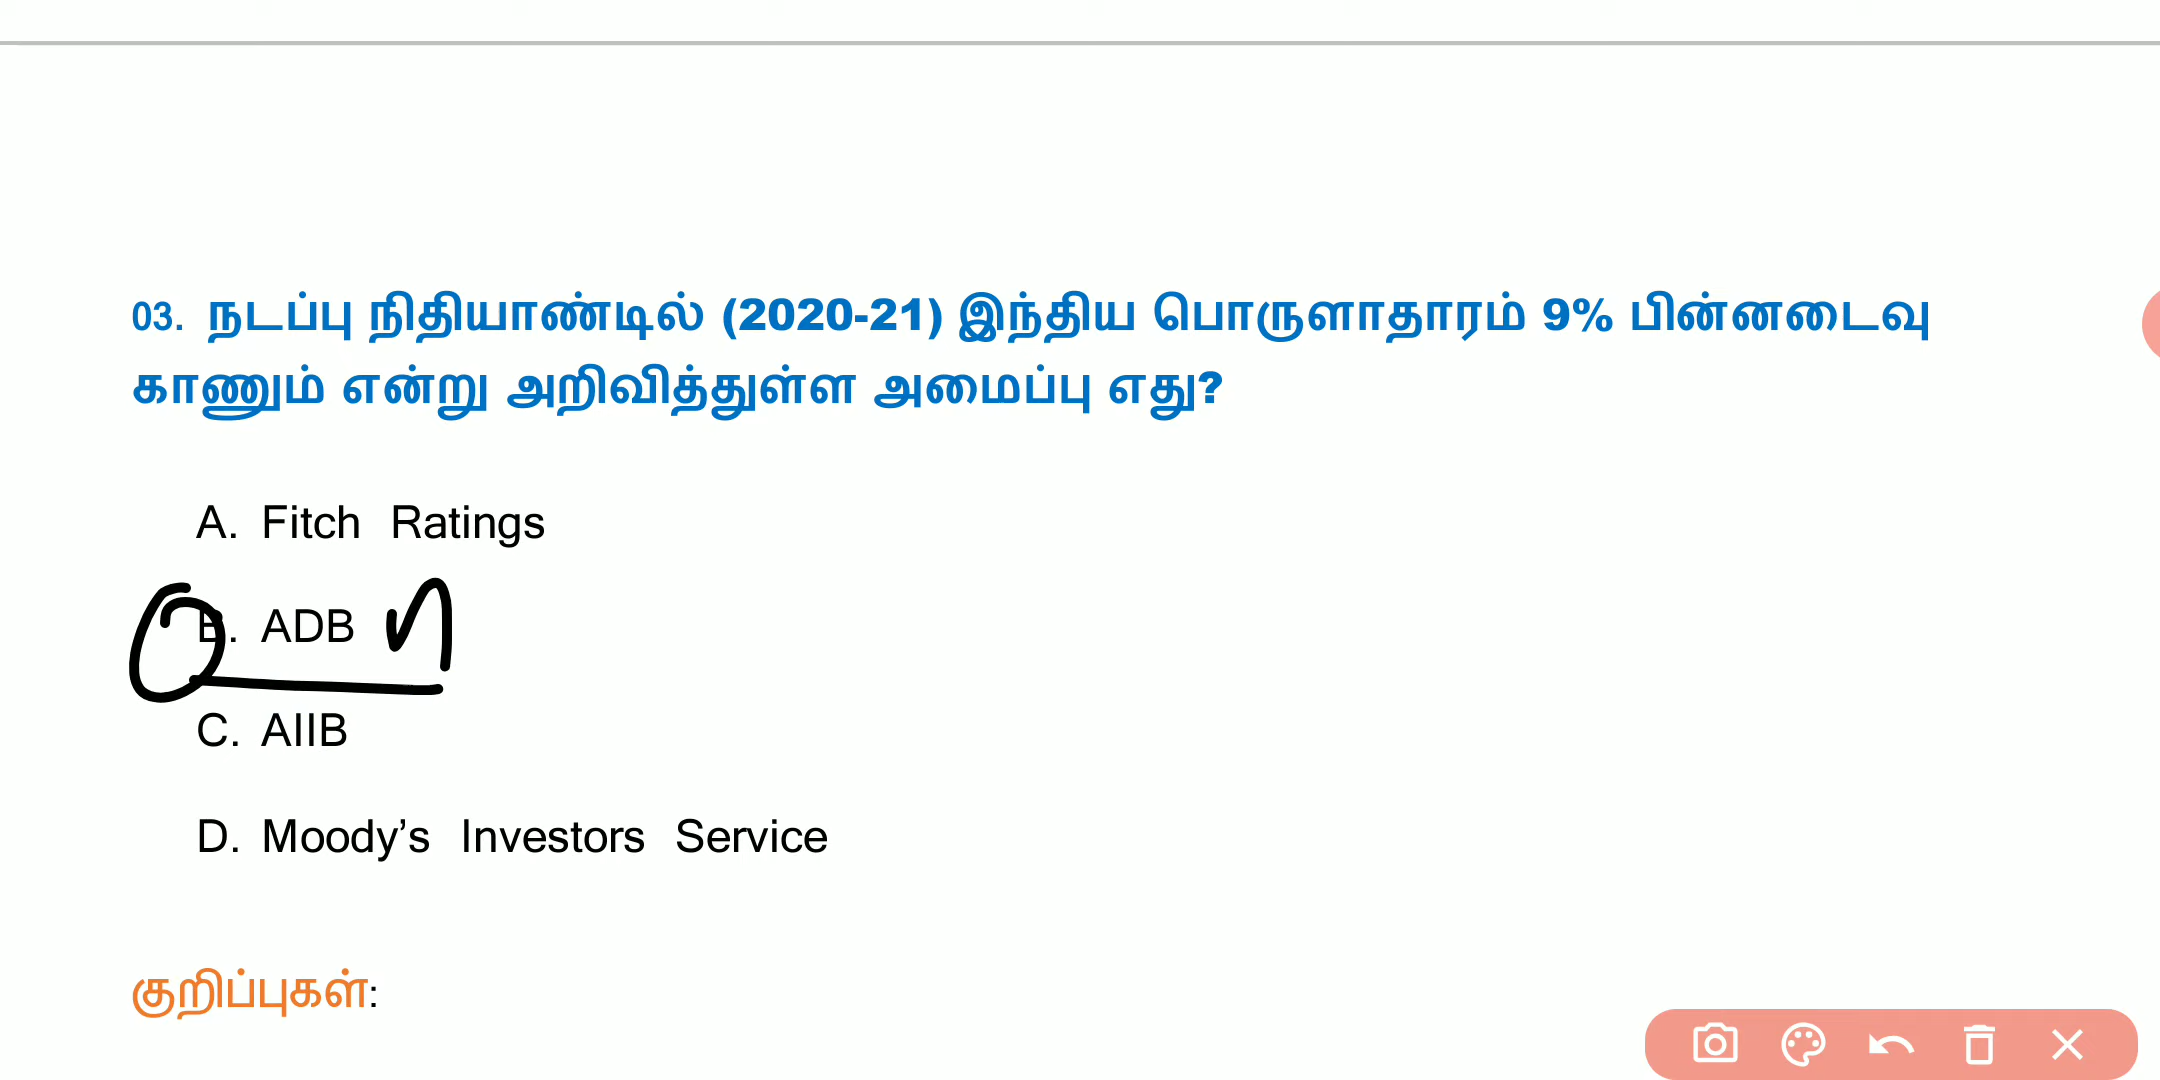 03. நடப்பு நிதியாண்டில் (2020-21) இந்திய பொருளாதாரம் 9% பின்னடைவு
காணும் என்று அறிவித்துள்ள அமைப்பு எது?
A. Fitch Ratings
B. ADB
C. AIIB
D. Moody’s Investors Service
குறிப்புகள்: